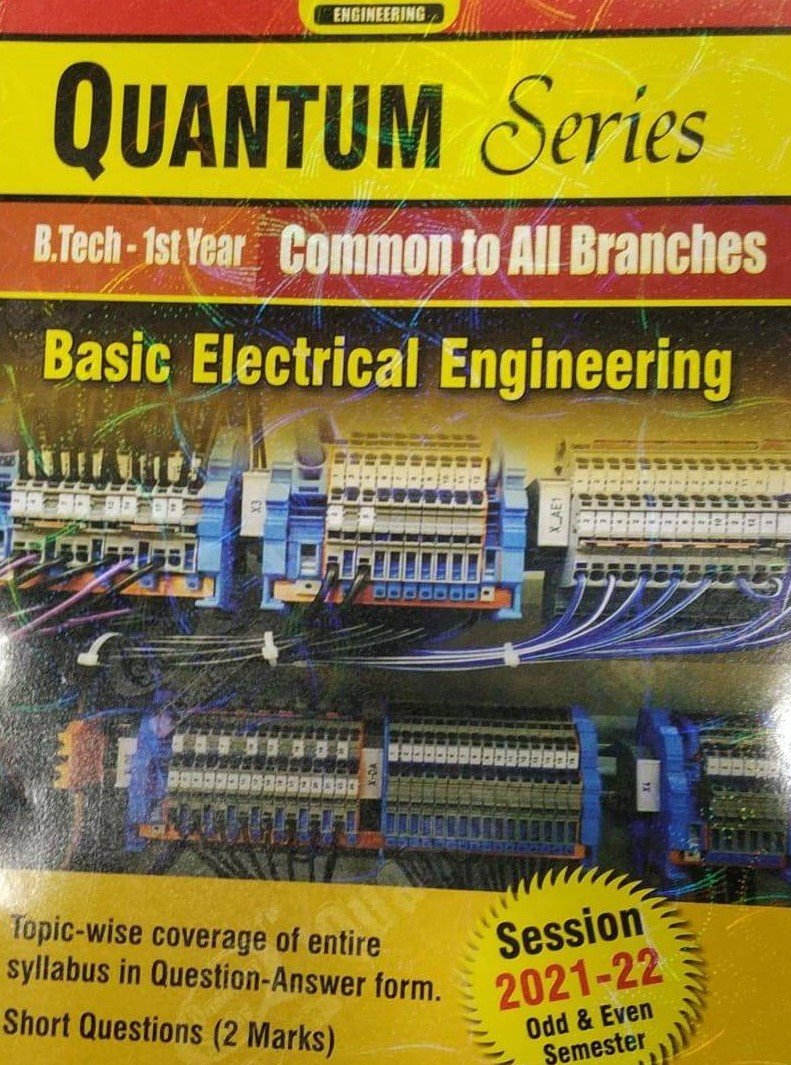 ENGINEERING
QUANTUM Series
B.Tech - 1st Year Common to All Branches
Basic Electrical Engineering
X3
X_AE1
X-DA
X4
Topic-wise coverage of entire
syllabus in Question-Answer form.
Short Questions (2 Marks)
Session
2021-22
Odd & Even
Semester